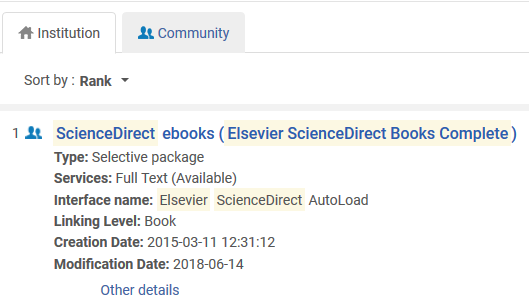 Institution Community
Sort by : Rank
1 ScienceDirect ebooks ( Elsevier ScienceDirect Books Complete )
Type: Selective package
Services: Full Text (Available)
Interface name: Elsevier ScienceDirect AutoLoad
Linking Level: Book
Creation Date: 2015-03-11 12:31:12
Modification Date: 2018-06-14
Other details